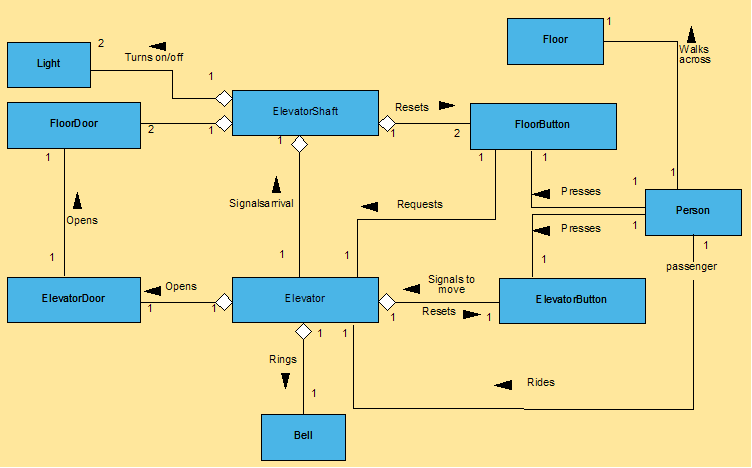 1
Floor
2
Turns on/off
Light
Walks
across
1
ElevatorShaft
Resets
FloorDoor
2
1
1
1
2
FloorButton
1
1
1
1
1
Presses
Signalsarrival
Requests
Person
Opens
Presses
1
1
passenger
1
1
1
1
Opens
Signals to
move
ElevatorDoor
Elevator
ElevatorButton
1
1
1
Resets
1
1
1
Rings
Rides
1
Bell